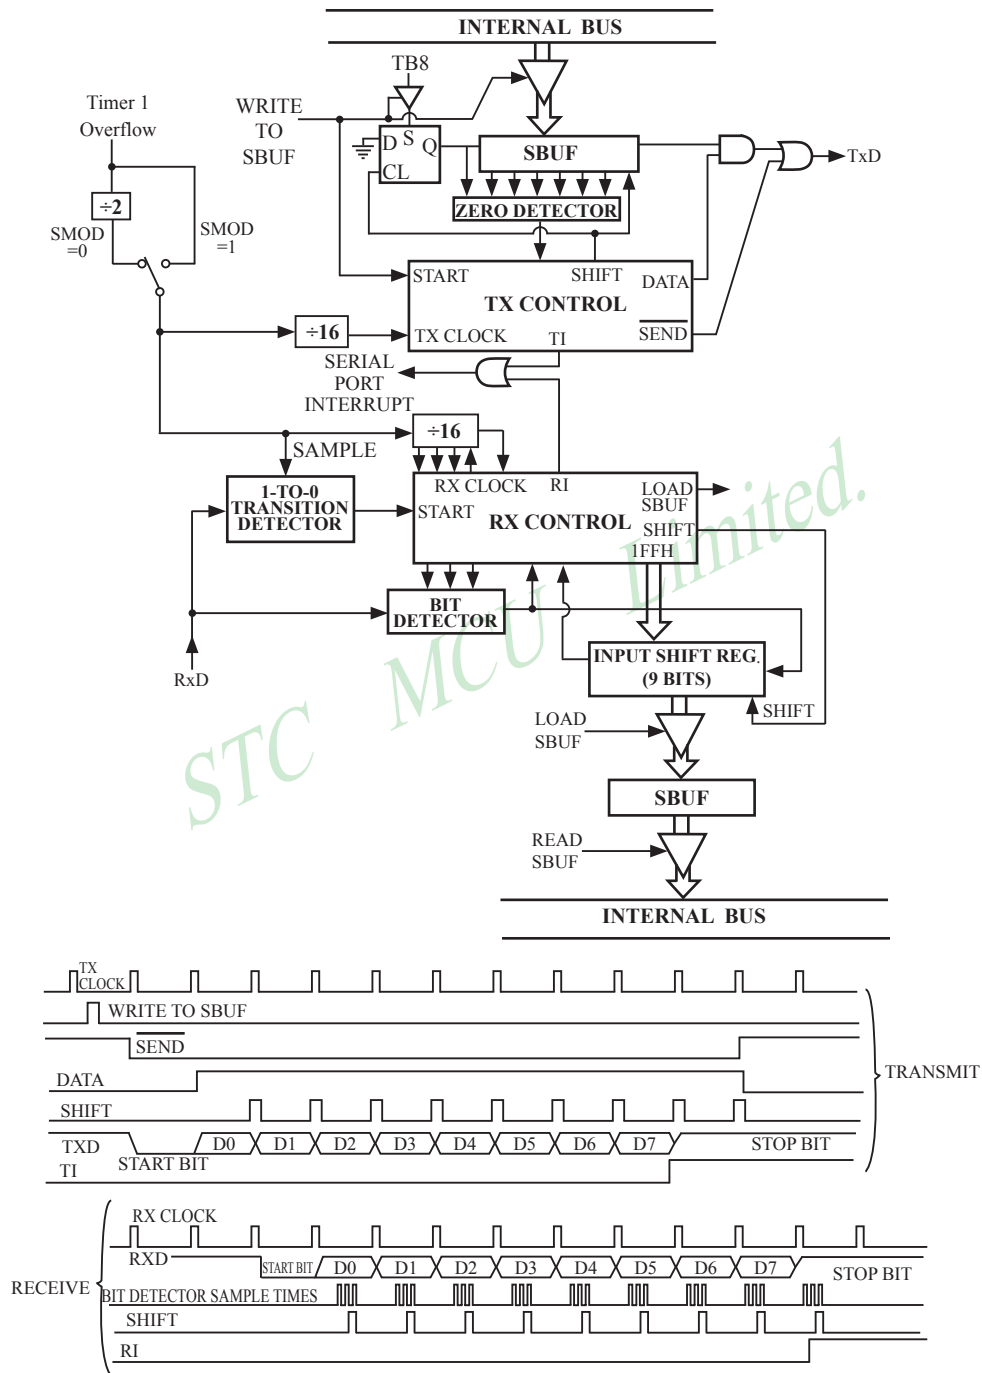 INTERNAL BUS
TB8
WRITE
TO
SBUF
Timer 1
Overflow
÷2
SMOD
=0
SMOD
=1
D
S
Q
CL
SBUF
ZERO DETECTOR
TxD
START
SHIFT
DATA
TX CONTROL
TX CLOCK
TI
SEND
÷16
SERIAL
PORT
INTERRUPT
÷16
SAMPLE
1-TO-0
TRANSITION
DETECTOR
RX CLOCK
RI
LOAD
SBUF
START
RX CONTROL
SHIFT
1FFH
BIT
DETECTOR
RxD
INPUT SHIFT REG.
(9 BITS)
SHIFT
LOAD
SBUF
SBUF
READ
SBUF
INTERNAL BUS
STC MCU Limited.
TX
CLOCK
WRITE TO SBUF
SEND
DATA
SHIFT
TXD
START BIT
D0 D1 D2 D3 D4 D5 D6 D7
STOP BIT
TI
TRANSMIT
RECEIVE
RX CLOCK
RXD
START BIT
D0 D1 D2 D3 D4 D5 D6 D7
STOP BIT
BIT DETECTOR SAMPLE TIMES
SHIFT
RI